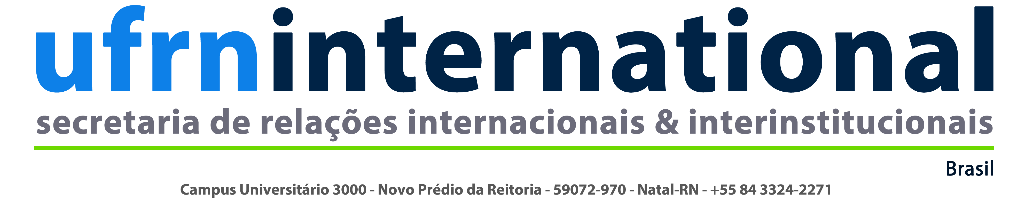 ufrninternational
secretaria de relações internacionais & interinstitucionais
Brasil
Campus Universitário 3000 - Novo Prédio da Reitoria - 59072-970 - Natal-RN - +55 84 3324-2271